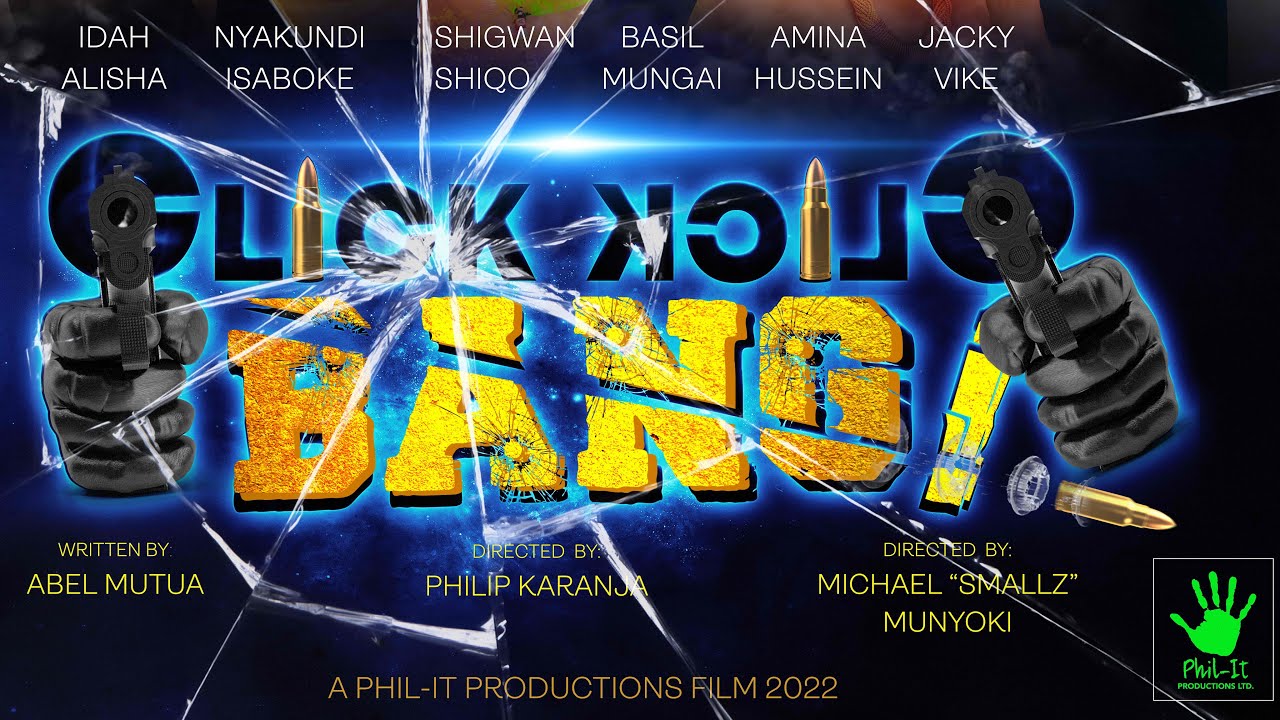 IDAH NYAKUNDI SHIGWAN BASIL AMINA JACKY
ALISHA ISABOKE SHIQO MUNGAI HUSSEIN VIKE
CLICK CLICK
BANG!
WRITTEN BY:
ABEL MUTUA
DIRECTED BY:
PHILIP KARANJA
DIRECTED BY:
MICHAEL “SMALLZ”
MUNYOKI
A PHIL-IT PRODUCTIONS FILM 2022
Phil-It
PRODUCTIONS LTD.